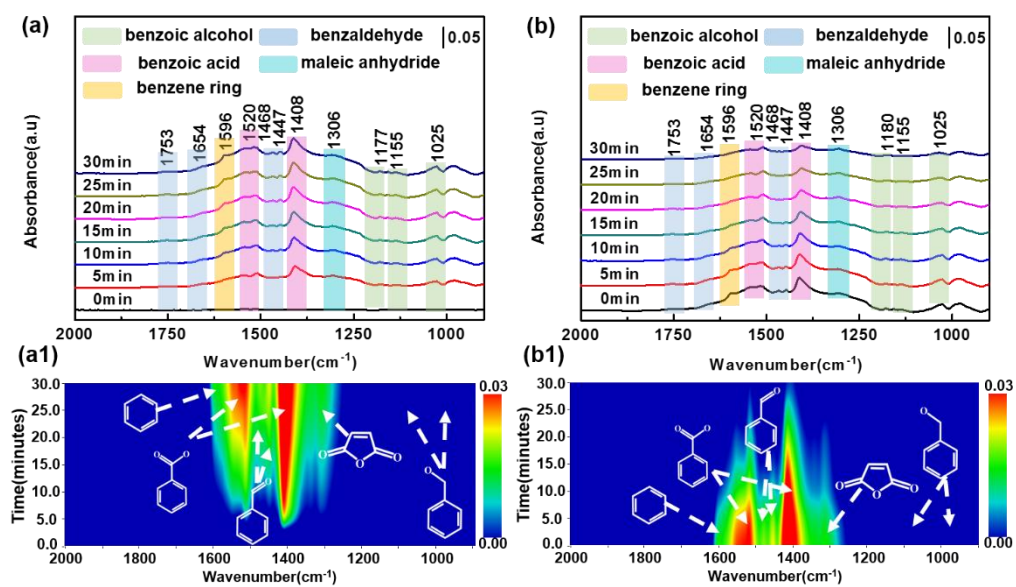 (a)
benzoic alcohol
benzaldehyde
0.05
benzoic acid
maleic anhydride
benzene ring
1753
1654
1596
1520
1468
1447
1408
1306
1177
1155
1025
30min
25min
20min
15min
10min
5min
0min
Absorbance(a.u)
2000
1750
1500
1250
1000
Wavenumber(cm-1)
(b)
benzoic alcohol
benzaldehyde
0.05
benzoic acid
maleic anhydride
benzene ring
1753
1654
1596
1520
1468
1447
1408
1306
1180
1155
1025
30min
25min
20min
15min
10min
5min
0min
Absorbance(a.u)
2000
1750
1500
1250
1000
Wavenumber(cm-1)
(a1)
30.0
25.0
20.0
15.0
10.0
5.0
0.0
Time(minutes)
O
O
O
O
O
O
O
0.03
0.00
2000
1800
1600
1400
1200
1000
Wavenumber(cm-1)
(b1)
30.0
25.0
20.0
15.0
10.0
5.0
0.0
Time(minutes)
O
O
O
O
O
O
O
0.03
0.00
2000
1800
1600
1400
1200
1000
Wavenumber(cm-1)